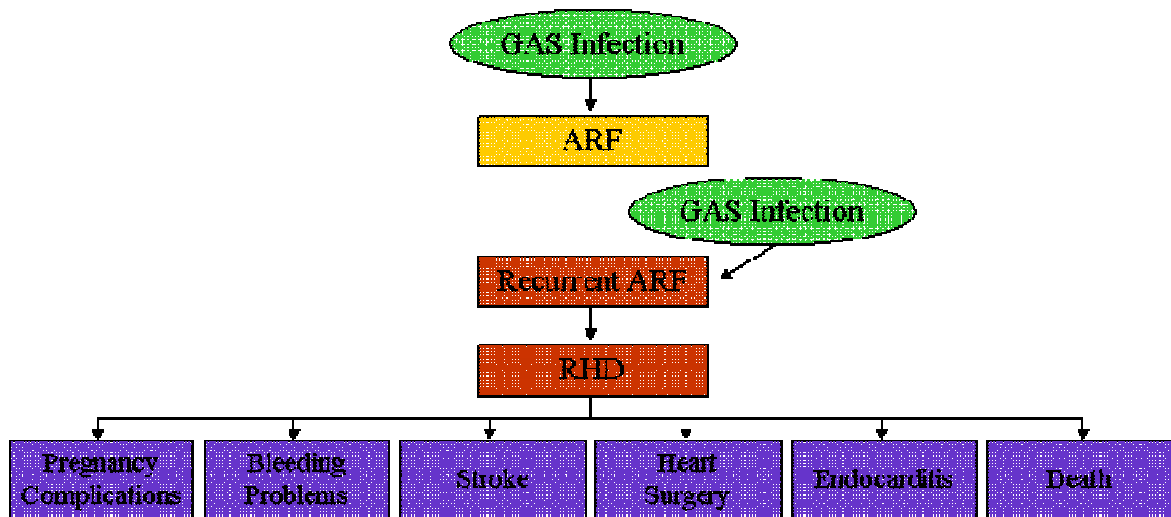 GAS Infection
ARF
GAS Infection
Recurrent ARF
RHD
Pregnancy
Complications
Bleeding
Problems
Stroke
Heart
Surgery
Endocarditis
Death